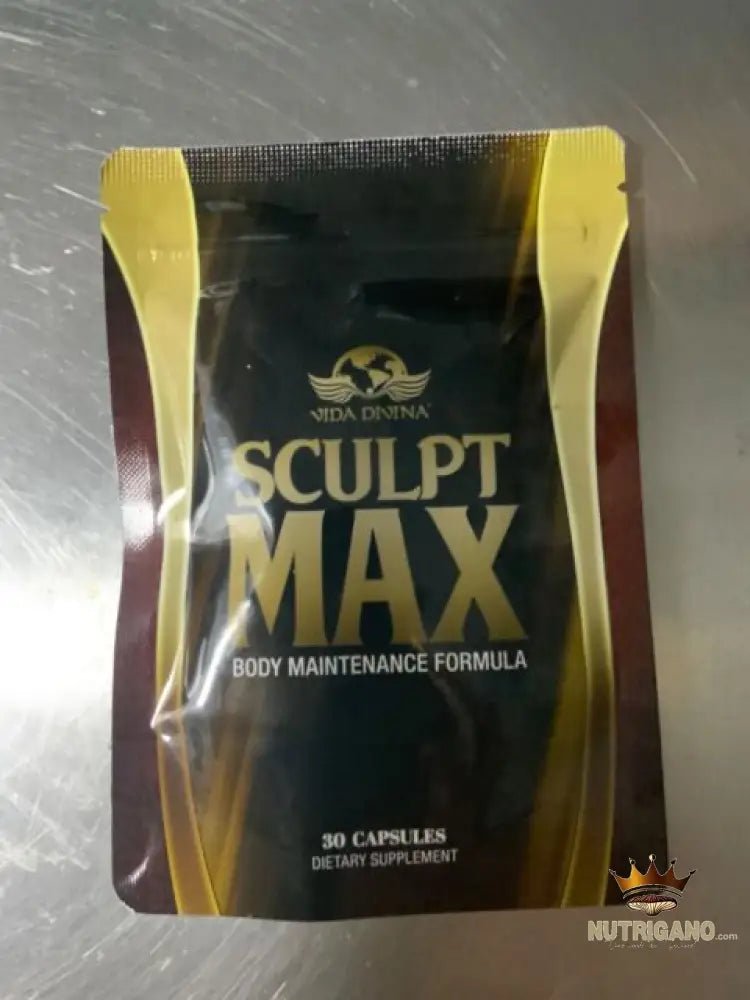 VIDA DIVINA
SCULPT
MAX
BODY MAINTENANCE FORMULA
30 CAPSULES
DIETARY SUPPLEMENT
NUTRIGANO.com